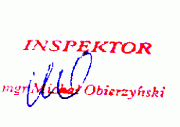 INSPEKTOR
mgr Michał Obierzyński